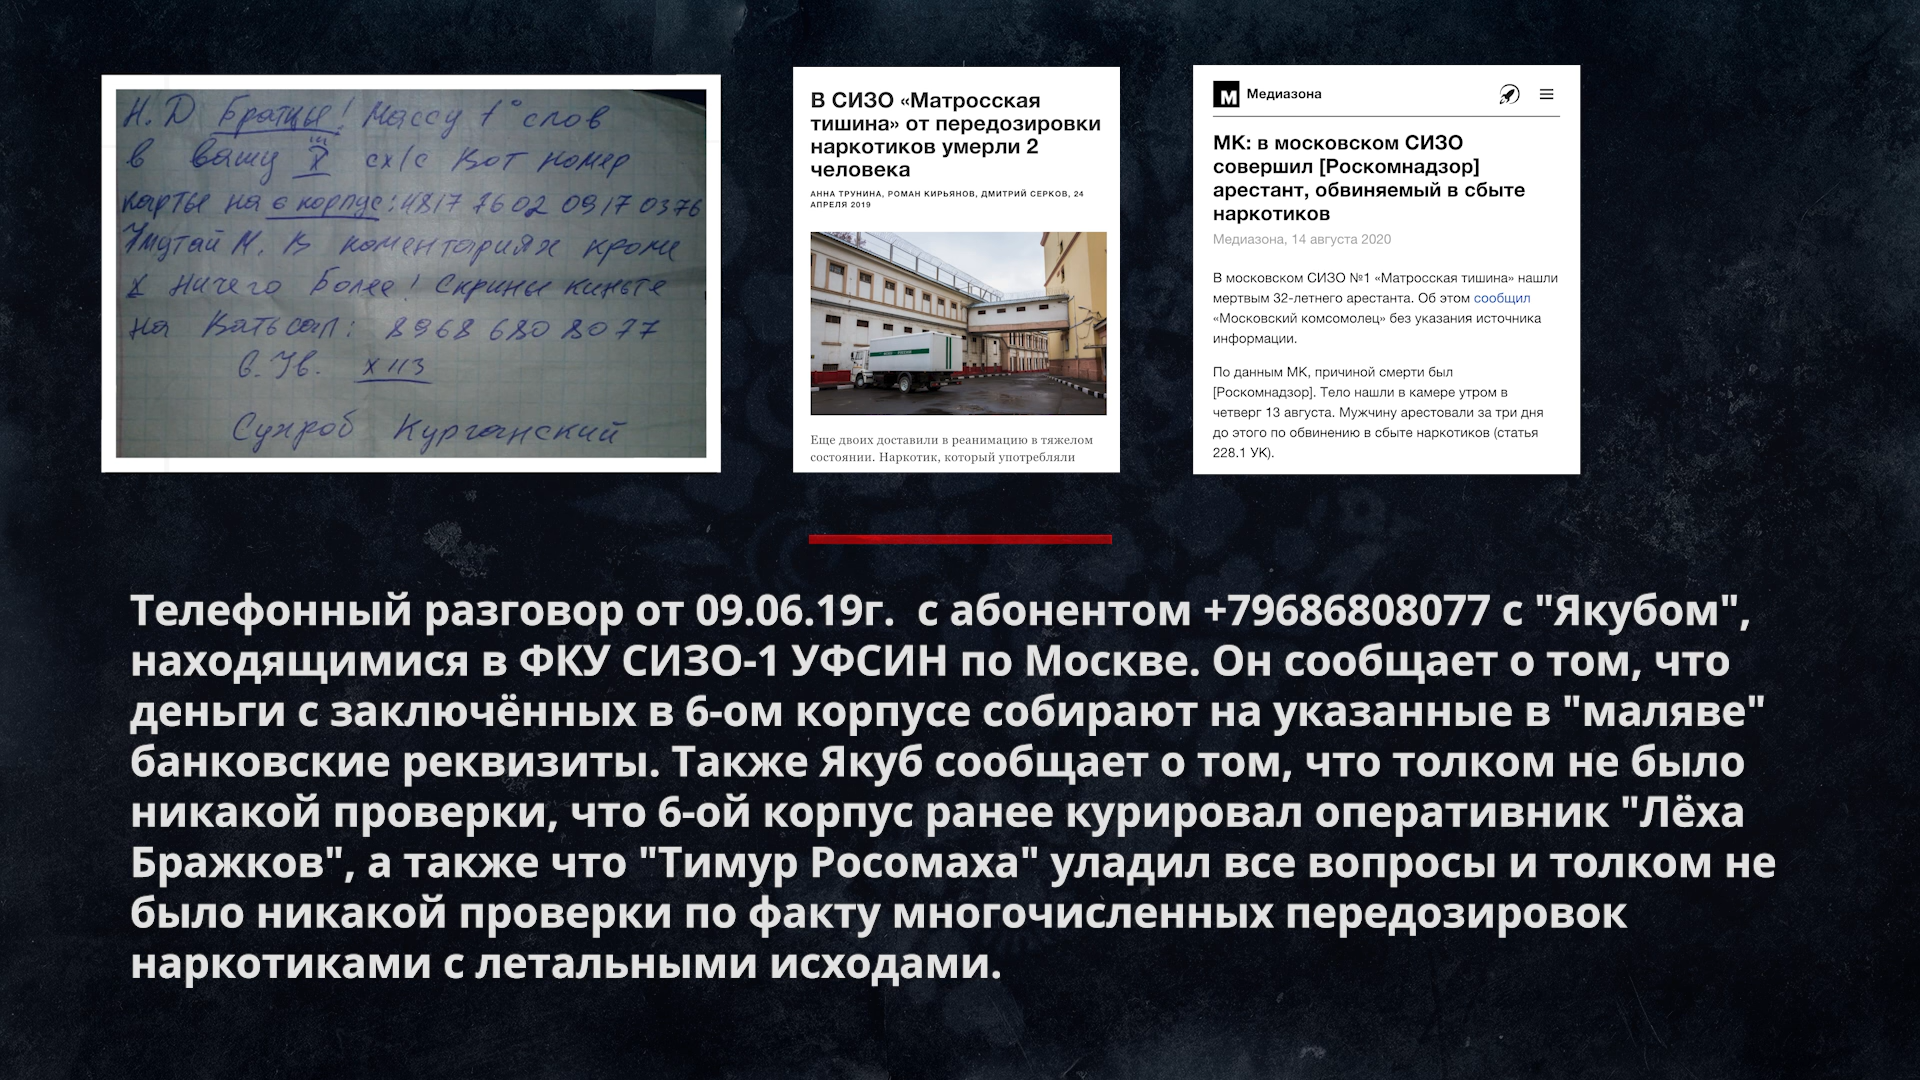 Н. Д Братцы! Массу 1° слов
в вашу X сх/с Вот номер
карты на 6 корпус: 4817 7602 0917 0376
М. В коментариях кроме
X ничего Более! Скрины киньте
на Ватьсап: 8968 680 8077
С. Ув. х 113
Сухроб Курганский
В СИЗО «Матросская
тишина» от передозировки
наркотиков умерли 2
человека
АННА ТРУНИНА, РОМАН КИРЬЯНОВ, ДМИТРИЙ СЕРКОВ, 24
АПРЕЛЯ 2019
Еще двоих доставили в реанимацию в тяжелом
состоянии. Наркотик, который употребляли
М Медиазона
МК: в московском СИЗО
совершил [Роскомнадзор]
арестант, обвиняемый в сбыте
наркотиков
Медиазона, 14 августа 2020
В московском СИЗО №1 «Матросская тишина» нашли
мертвым 32-летнего арестанта. Об этом сообщил
«Московский комсомолец» без указания источника
информации.
По данным МК, причиной смерти был
[Роскомнадзор]. Тело нашли в камере утром в
четверг 13 августа. Мужчину арестовали за три дня
до этого по обвинению в сбыте наркотиков (статья
228.1 УК).
Телефонный разговор от 09.06.19г. с абонентом +79686808077 с "Якубом",
находящимися в ФКУ СИЗО-1 УФСИН по Москве. Он сообщает о том, что
деньги с заключённых в 6-ом корпусе собирают на указанные в "маляве"
банковские реквизиты. Также Якуб сообщает о том, что толком не было
никакой проверки, что 6-ой корпус ранее курировал оперативник "Лёха
Бражков", а также что "Тимур Росомаха" уладил все вопросы и толком не
было никакой проверки по факту многочисленных передозировок
наркотиками с летальными исходами.